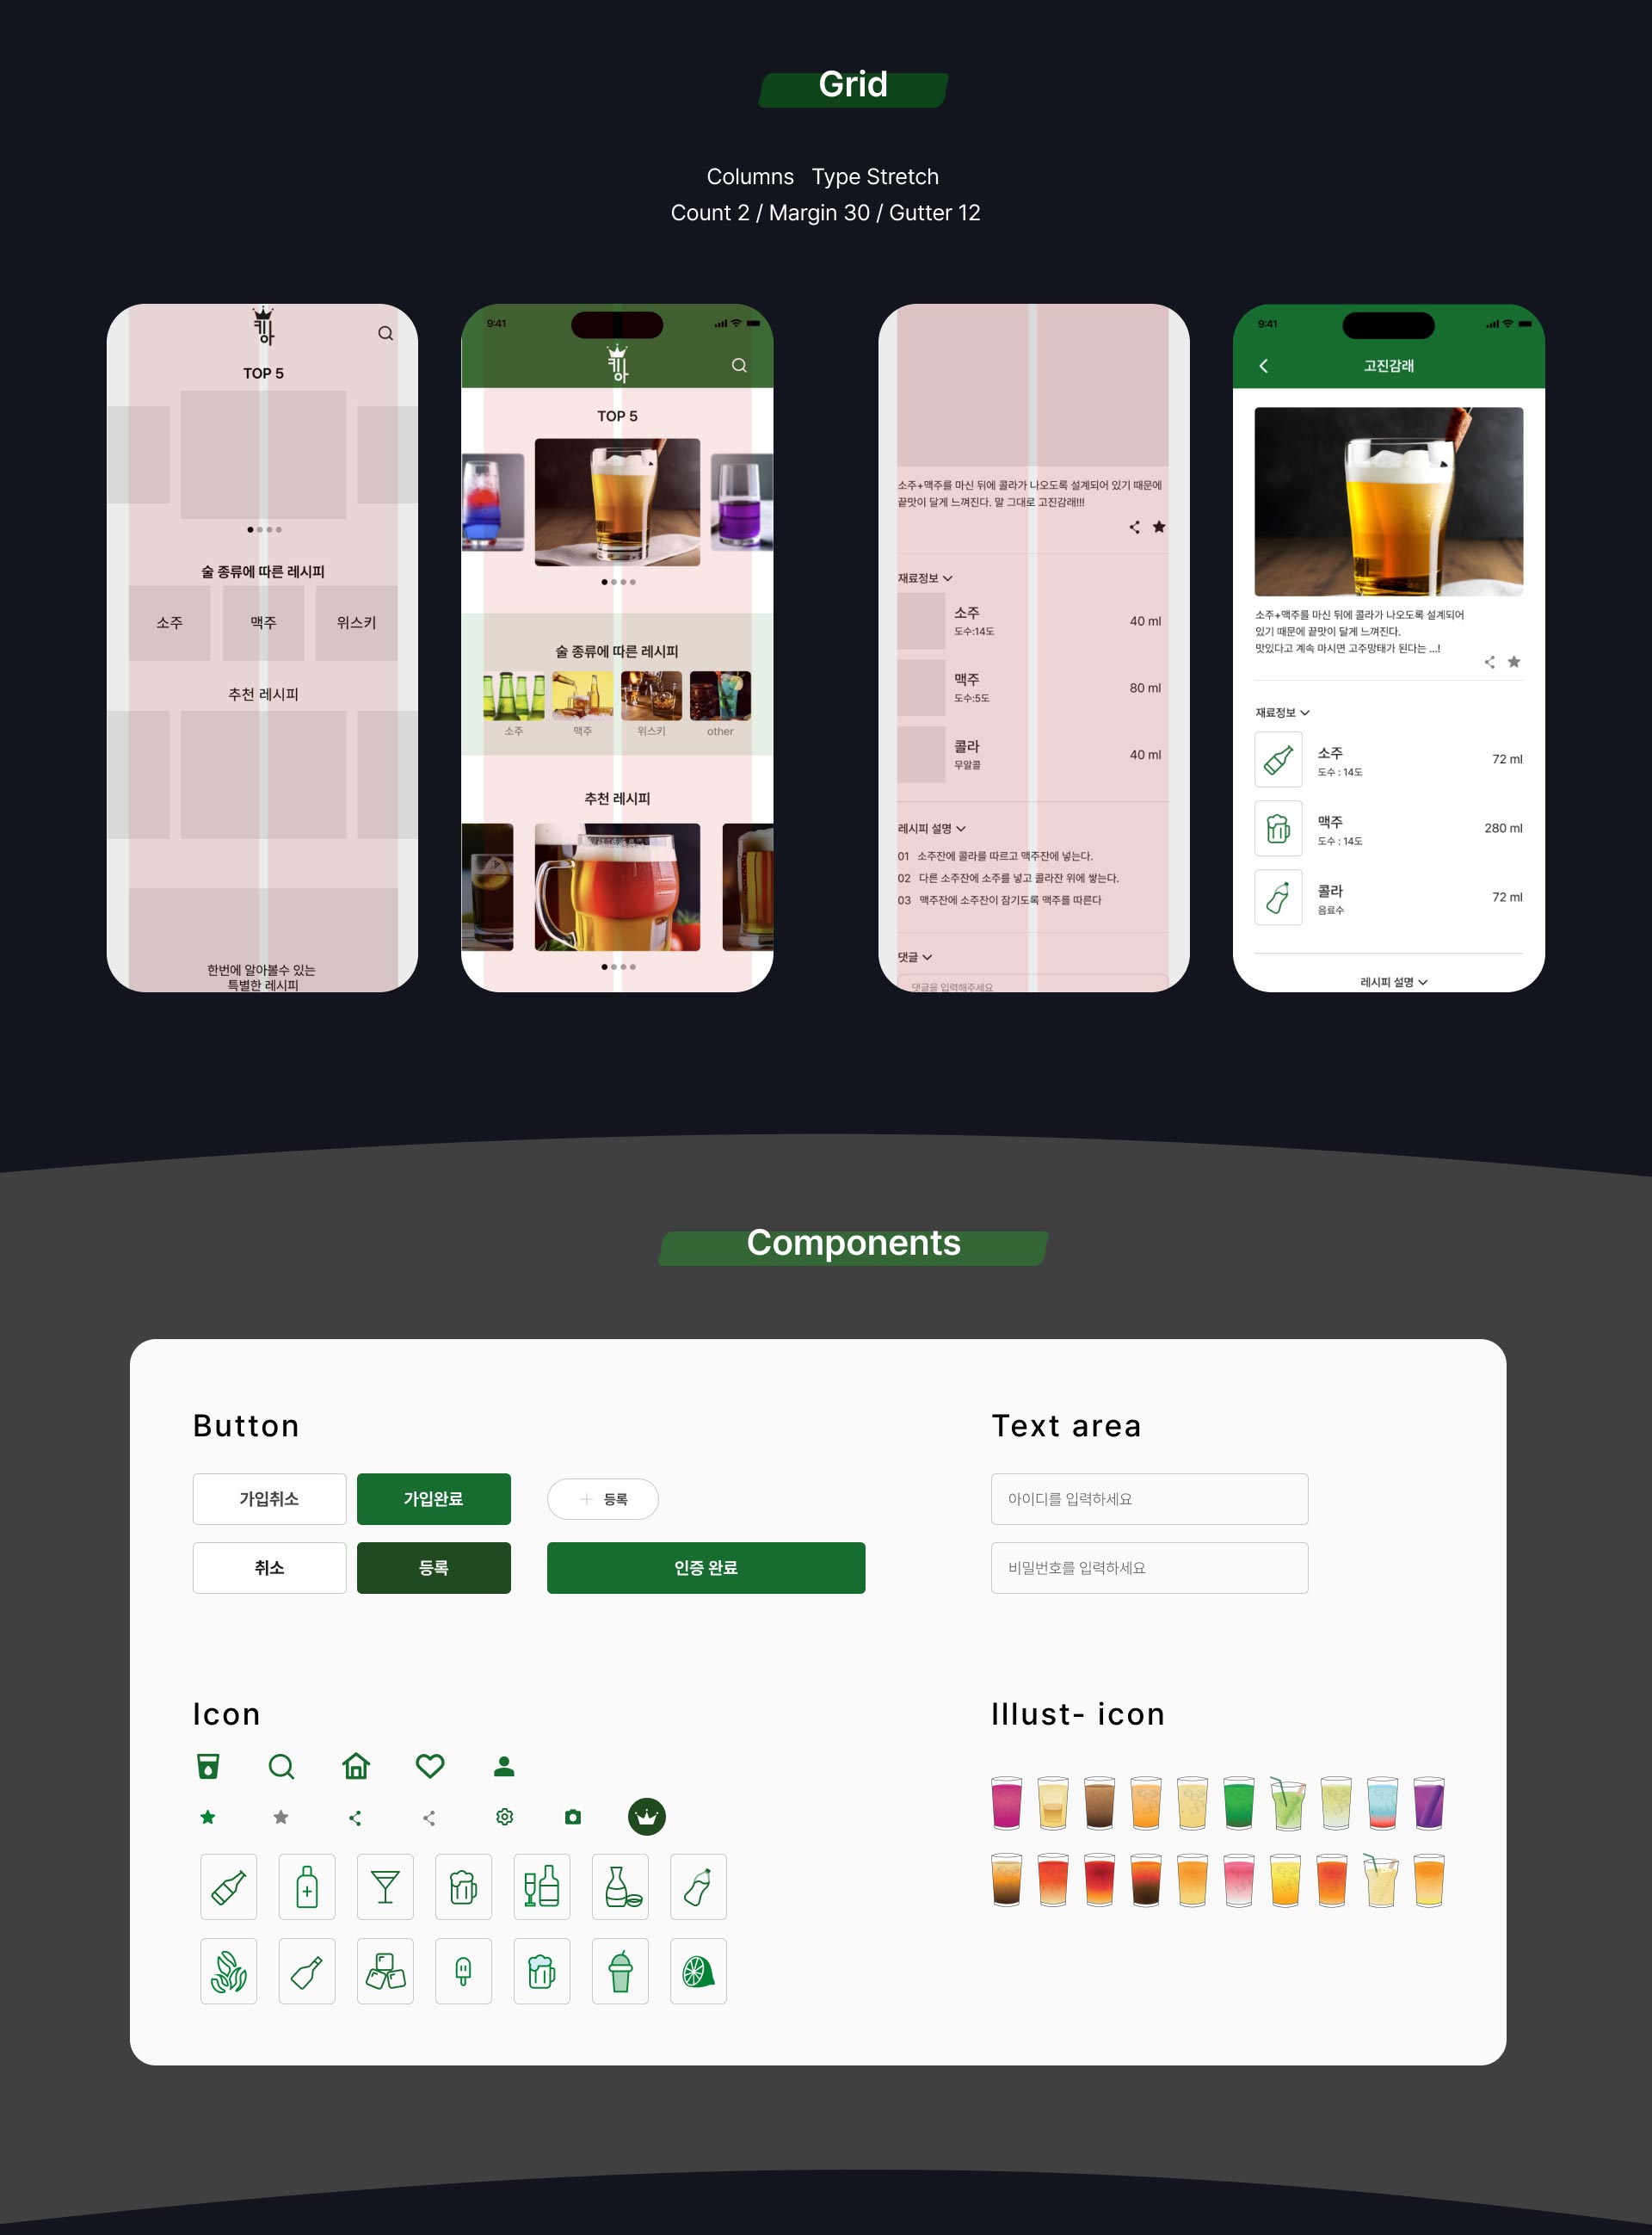 Grid
Columns Type Stretch
Count 2 / Margin 30 / Gutter 12
키아
TOP 5
술 종류에 따른 레시피
소주 맥주 위스키
추천 레시피
한번에 알아볼수 있는
특별한 레시피
9:41
키아
TOP 5
술 종류에 따른 레시피
소주 맥주 위스키 other
추천 레시피
소주+맥주를 마신 뒤에 콜라가 나오도록 설계되어 있기 때문에
끝맛이 달게 느껴진다. 말 그대로 고진감래!!!
재료정보
소주 40 ml
도수:14도
맥주 80 ml
도수:5도
콜라 40 ml
무알콜
레시피 설명
01 소주잔에 콜라를 따르고 맥주잔에 넣는다.
02 다른 소주잔에 소주를 넣고 콜라잔 위에 쌓는다.
03 맥주잔에 소주잔이 잠기도록 맥주를 따른다
댓글
댓글을 입력해주세요
9:41
고진감래
소주+맥주를 마신 뒤에 콜라가 나오도록 설계되어
있기 때문에 끝맛이 달게 느껴진다.
맛있다고 계속 마시면 고주망태가 된다는 ...!
재료정보
소주 72 ml
도수 : 14도
맥주 280 ml
도수 : 14도
콜라 72 ml
음료수
레시피 설명
Components
Button
가입취소 가입완료 + 등록
취소 등록 인증 완료
Text area
아이디를 입력하세요
비밀번호를 입력하세요
Icon
Illust- icon